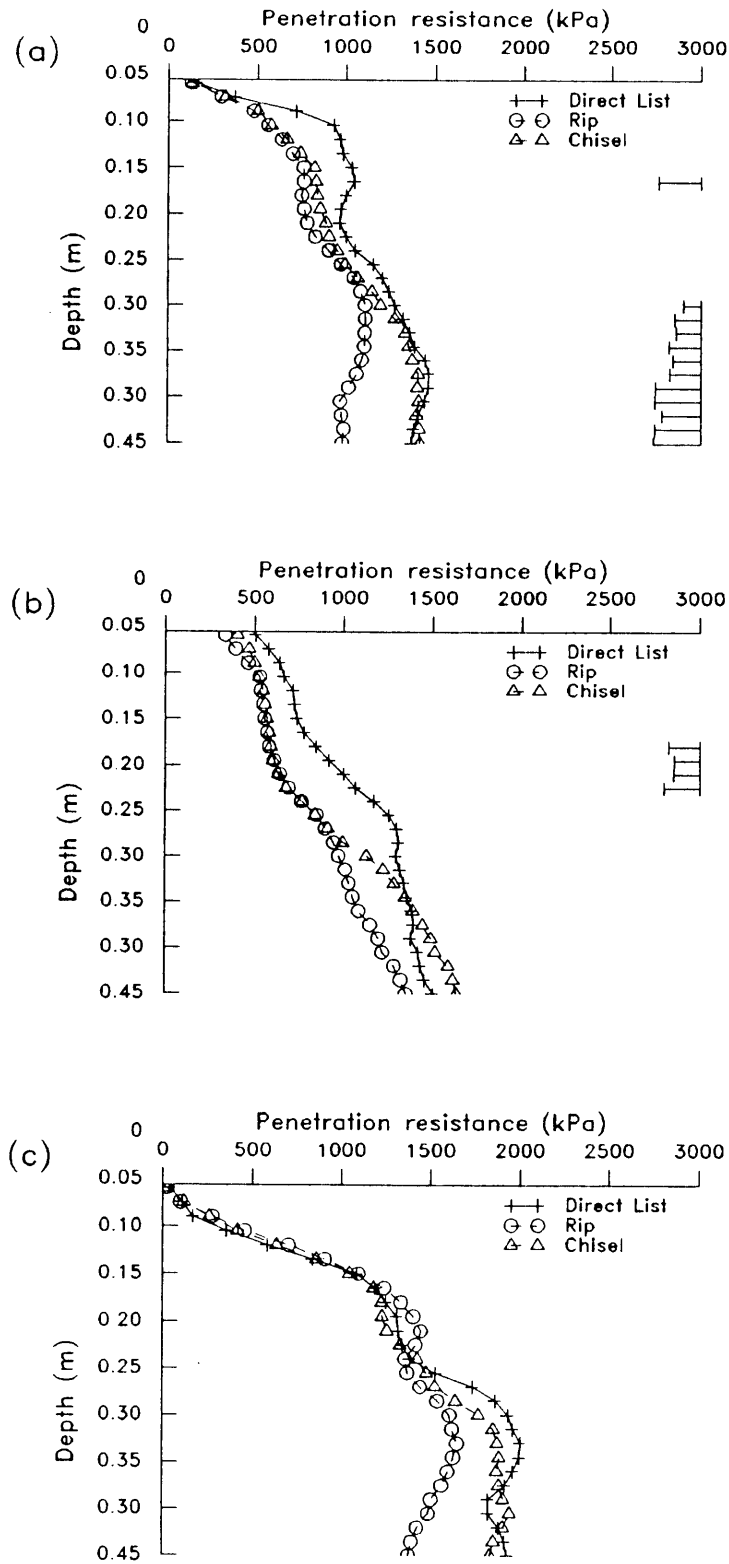 Penetration resistance (kPa)
(a)
0
0 500 1000 1500 2000 3000
0.05
0.10
0.15
0.20
0.25
0.30
0.35
0.30
0.45
Depth (m)
Direct List
Rip
Chisel
Penetration resistance (kPa)
(b)
0
0 500 1000 1500 2000 3000
0.05
0.10
0.15
0.20
0.25
0.30
0.35
0.30
0.45
Depth (m)
Direct List
Rip
Chisel
Penetration resistance (kPa)
(c)
0
0 500 1000 1500 2000 3000
0.05
0.10
0.15
0.20
0.25
0.30
0.35
0.30
0.45
Depth (m)
Direct List
Rip
Chisel